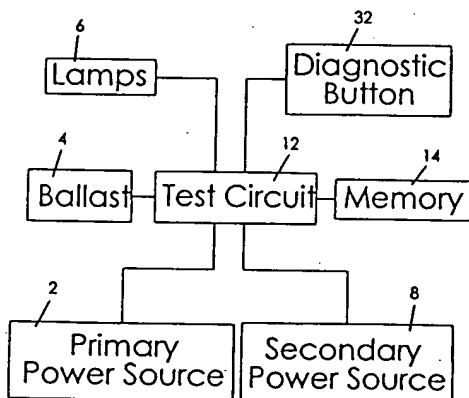 6
Lamps
32
Diagnostic
Button
4
Ballast
12
Test Circuit
14
Memory
2
Primary
Power Source
8
Secondary
Power Source